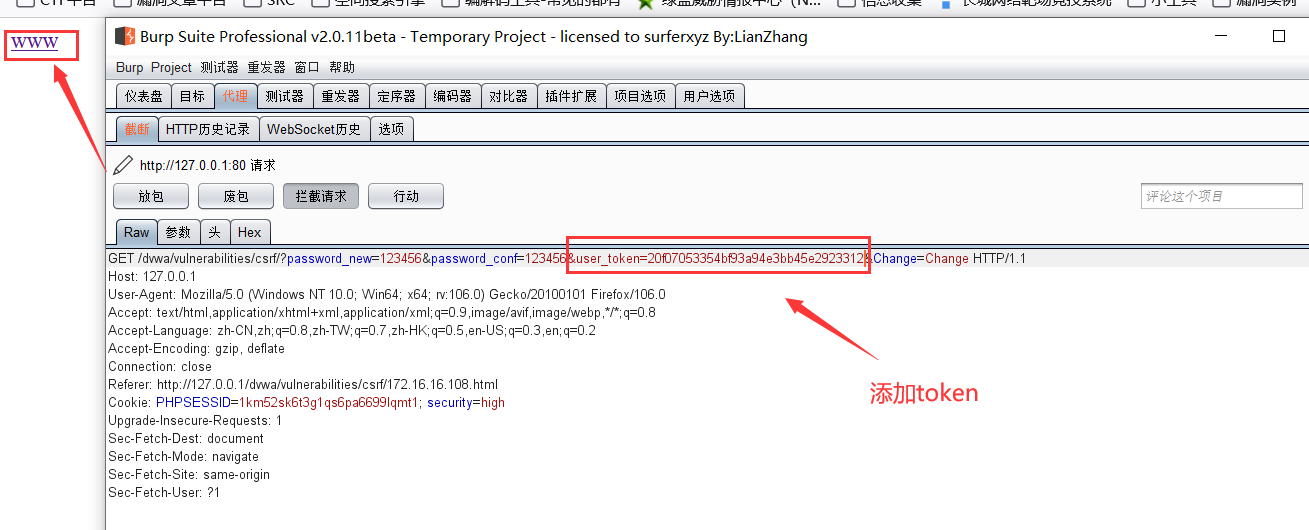 CTF平台 漏洞文章平台 SRC 空间搜索引擎 编解码工具-常见的都有 绿盟威胁情报中心（N... 信息收集 长城网络靶场竞技系统 小工具 漏洞实例
www
Burp Suite Professional v2.0.11beta - Temporary Project - licensed to surferxyz By:LianZhang
Burp Project 测试器 重发器 窗口 帮助
仪表盘 目标 代理 测试器 重发器 定序器 编码器 对比器 插件扩展 项目选项 用户选项
截断 HTTP历史记录 WebSocket历史 选项
http://127.0.0.1:80 请求
放包 废包 拦截请求 行动 评论这个项目
Raw 参数 头 Hex
GET /dvwa/vulnerabilities/csrf/?password_new=123456&password_conf=123456&user_token=20f07053354bf93a94e3bb45e2923312&Change=Change HTTP/1.1
Host: 127.0.0.1
User-Agent: Mozilla/5.0 (Windows NT 10.0; Win64; x64; rv:106.0) Gecko/20100101 Firefox/106.0
Accept: text/html,application/xhtml+xml,application/xml;q=0.9,image/avif,image/webp,*/*;q=0.8
Accept-Language: zh-CN,zh;q=0.8,zh-TW;q=0.7,zh-HK;q=0.5,en-US;q=0.3,en;q=0.2
Accept-Encoding: gzip, deflate
Connection: close
Referer: http://127.0.0.1/dvwa/vulnerabilities/csrf/172.16.16.108.html
Cookie: PHPSESSID=1km52sk6t3g1qs6pa6699lqmt1; security=high
添加token
Upgrade-Insecure-Requests: 1
Sec-Fetch-Dest: document
Sec-Fetch-Mode: navigate
Sec-Fetch-Site: same-origin
Sec-Fetch-User: ?1